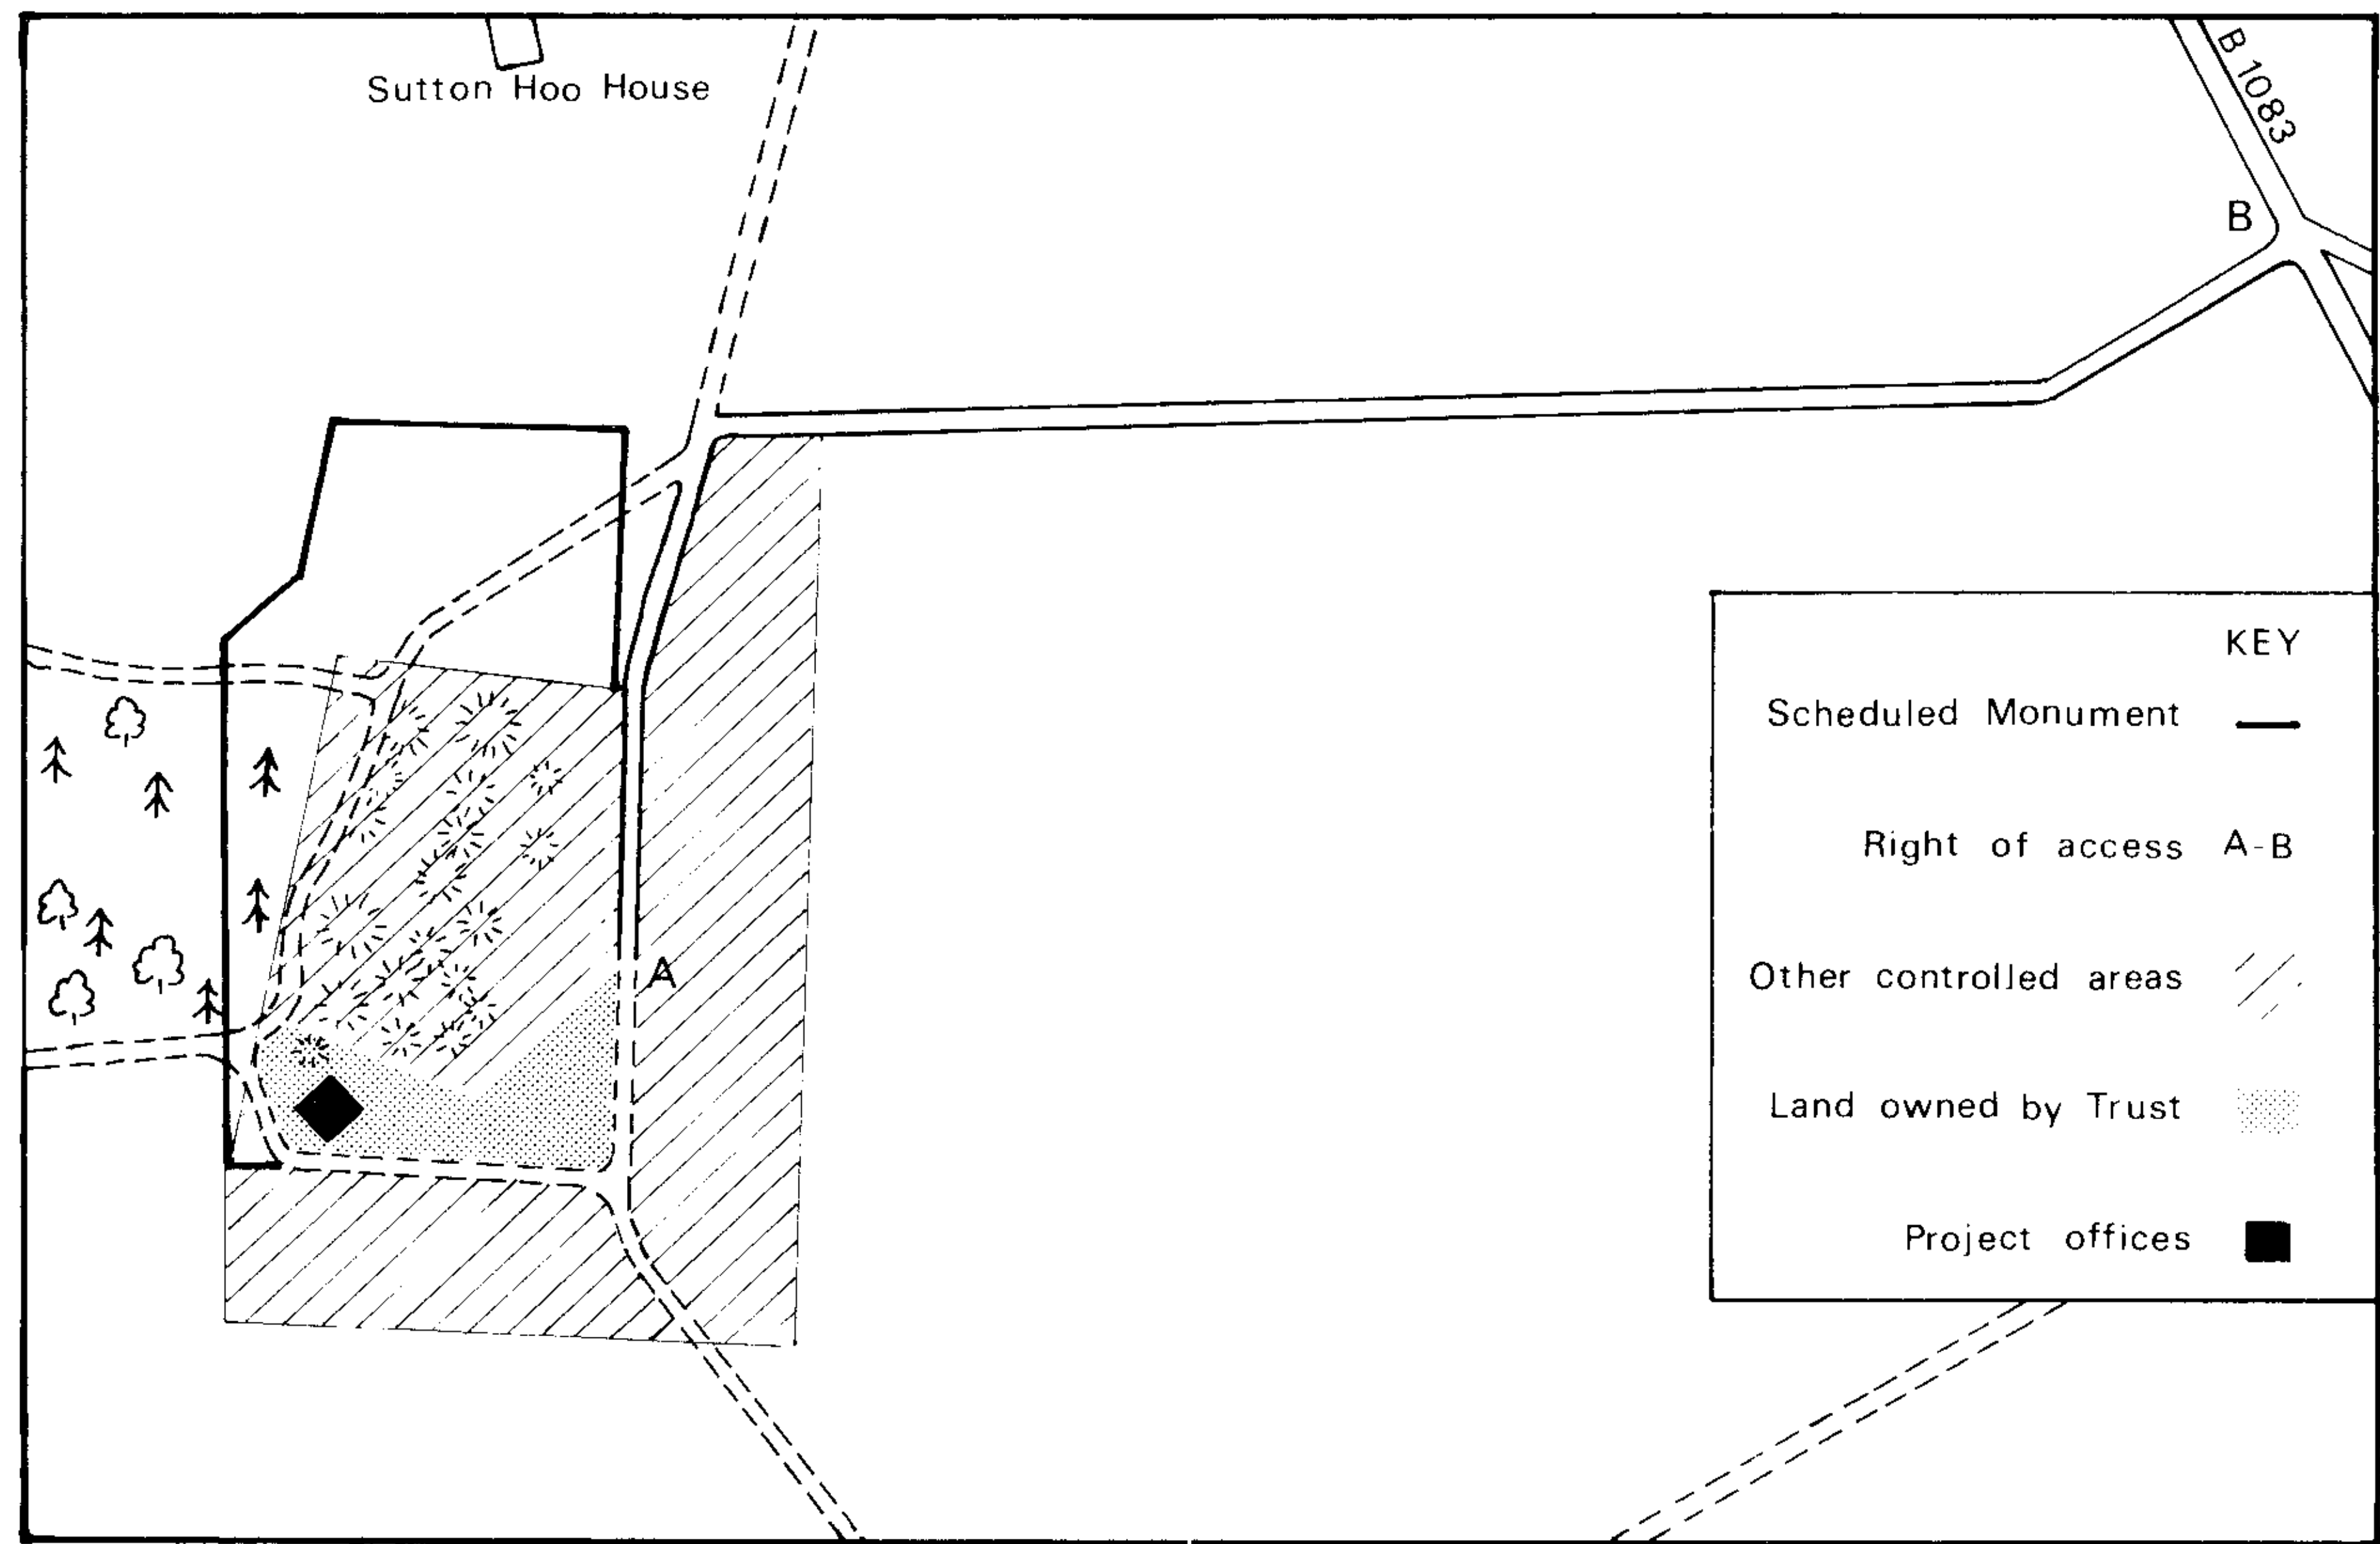 Sutton Hoo House
B 1083
B
A
KEY
Scheduled Monument
Right of access A-B
Other controlled areas
Land owned by Trust
Project offices